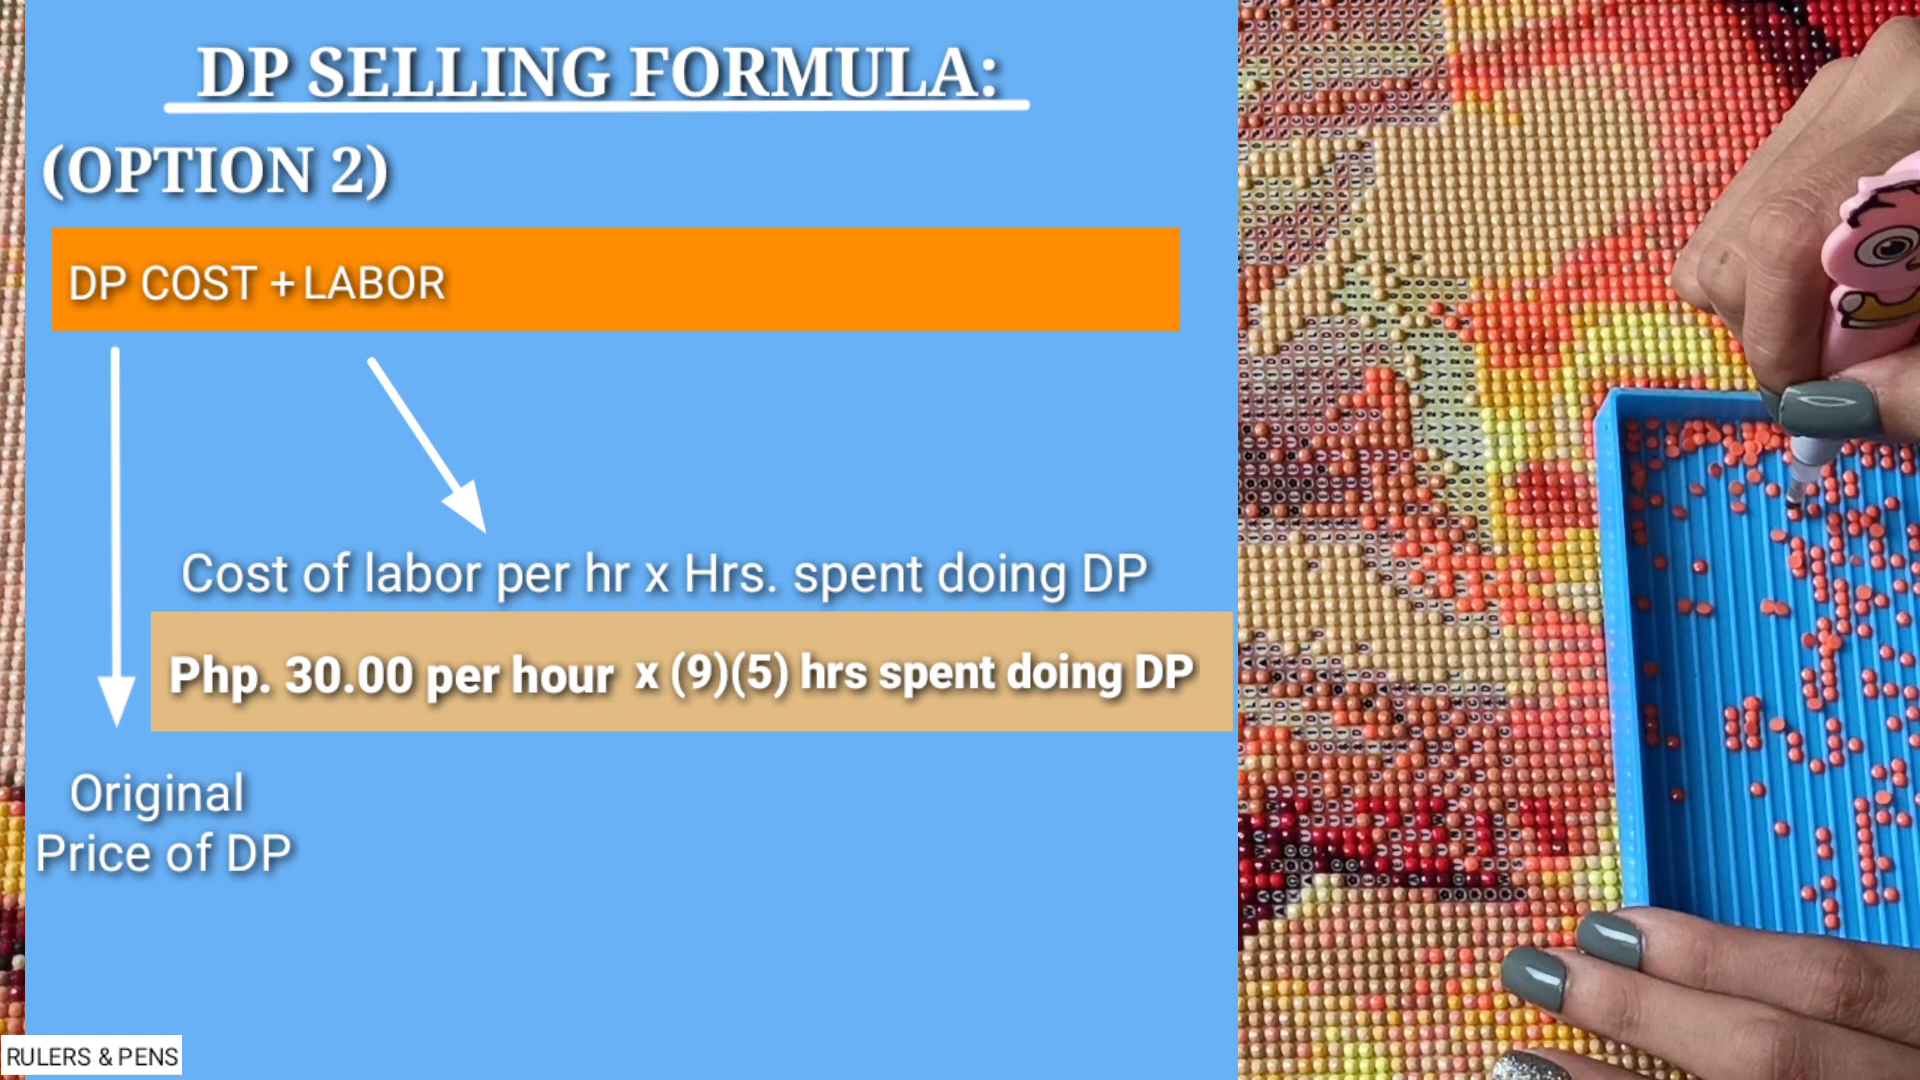 DP SELLING FORMULA:
(OPTION 2)
DP COST + LABOR
Cost of labor per hr x Hrs. spent doing DP
Php. 30.00 per hour x (9)(5) hrs spent doing DP
Original
Price of DP
RULERS & PENS